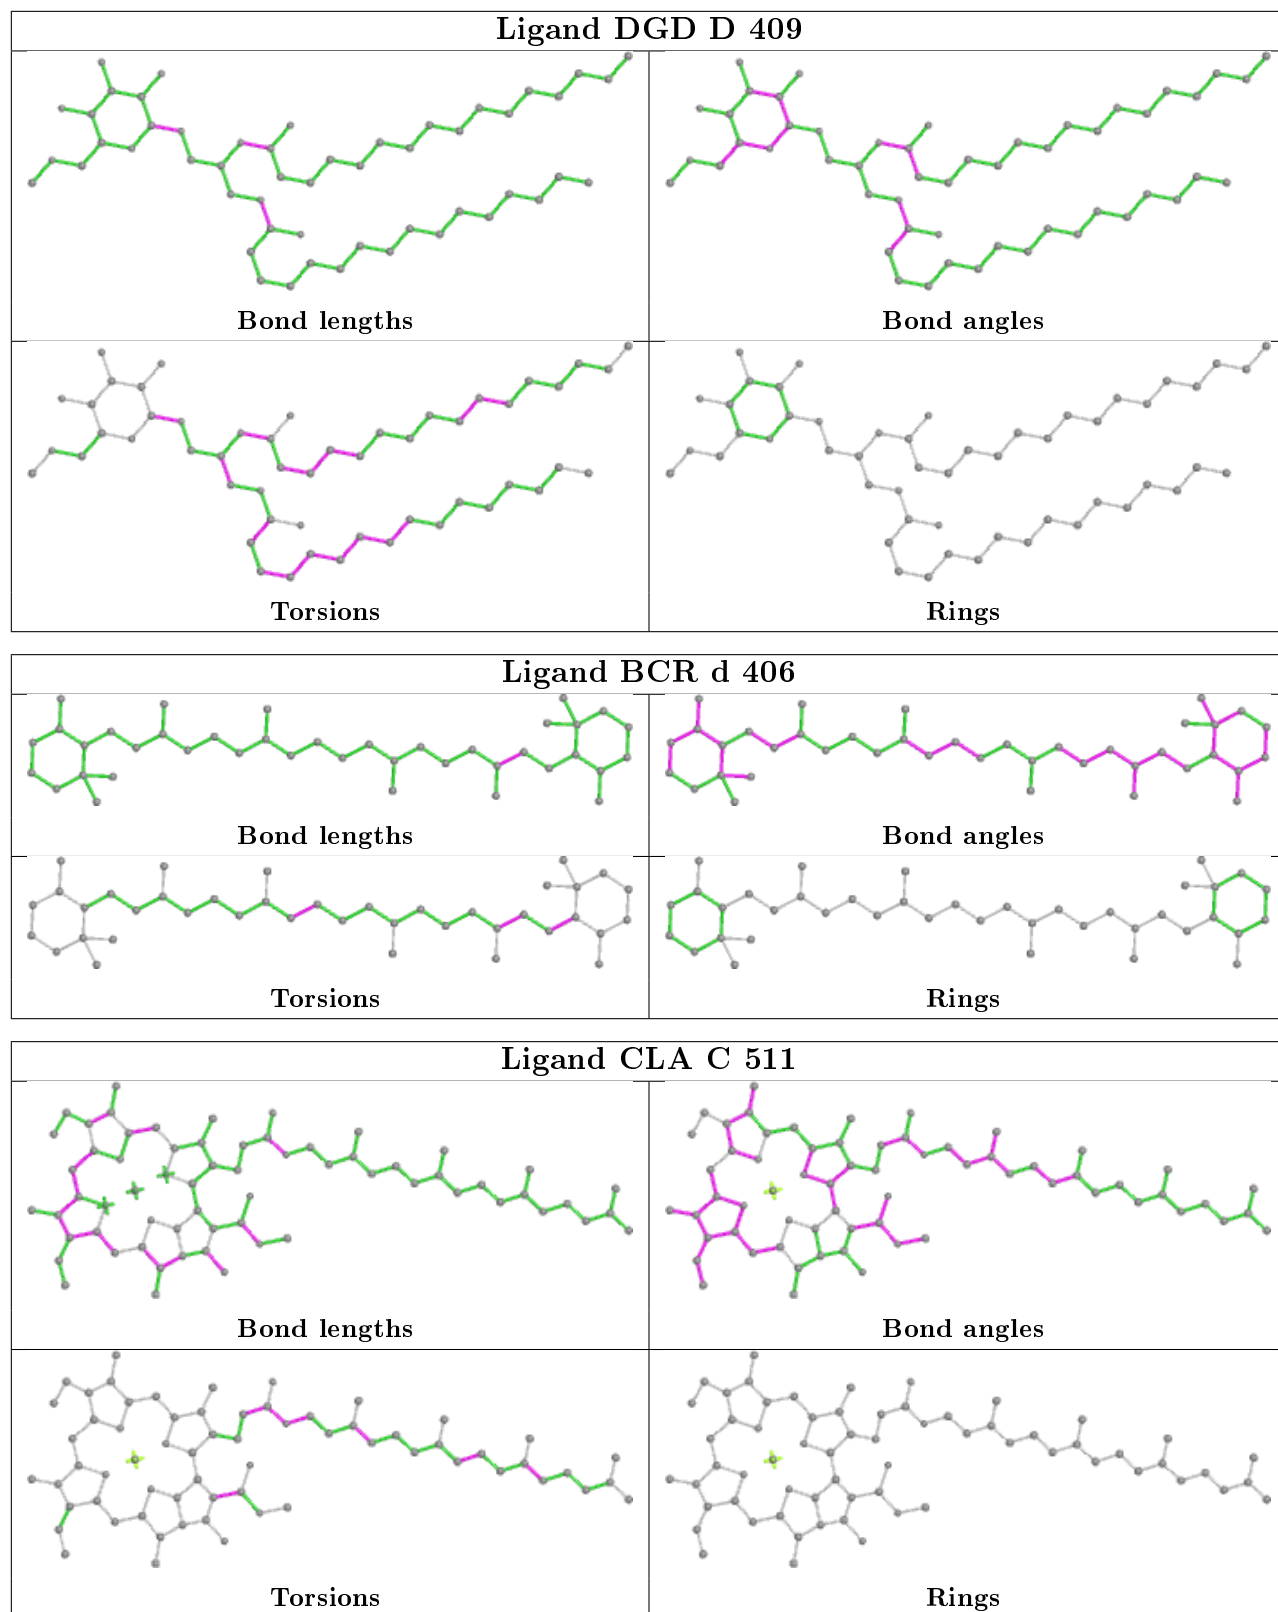 Ligand DGD D 409
Bond lengths
Bond angles
Torsions
Rings
Ligand BCR d 406
Bond lengths
Bond angles
Torsions
Rings
Ligand CLA C 511
Bond lengths
Bond angles
Torsions
Rings